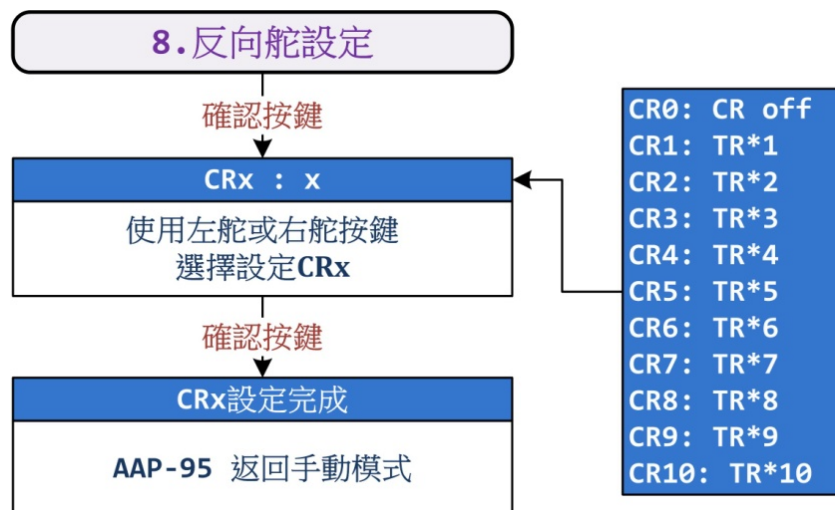 8.反向舵設定
確認按鍵
CRx : x
使用左舵或右舵按鍵
選擇設定CRx
確認按鍵
CRx設定完成
AAP-95 返回手動模式
CR0: CR off
CR1: TR*1
CR2: TR*2
CR3: TR*3
CR4: TR*4
CR5: TR*5
CR6: TR*6
CR7: TR*7
CR8: TR*8
CR9: TR*9
CR10: TR*10